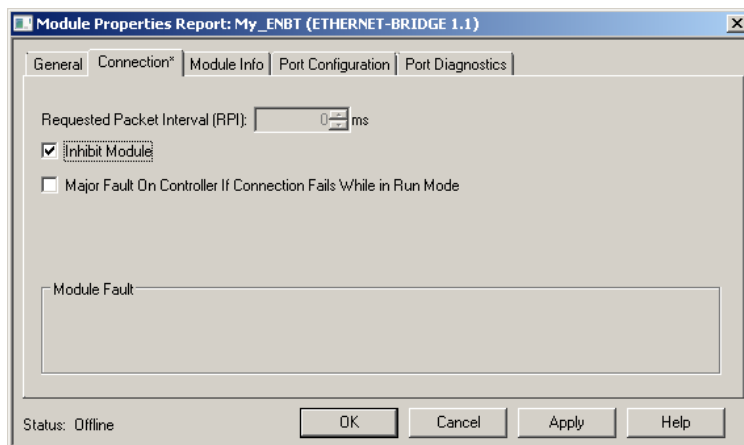 Module Properties Report: My_ENBT (ETHERNET-BRIDGE 1.1)
General Connection* Module Info Port Configuration Port Diagnostics
Requested Packet Interval (RPI): 0 ms
Inhibit Module
Major Fault On Controller If Connection Fails While in Run Mode
Module Fault
Status: Offline OK Cancel Apply Help